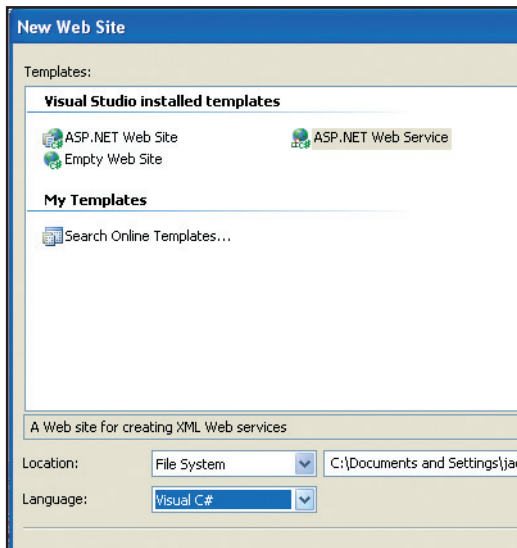 New Web Site
Templates:
Visual Studio installed templates
ASP.NET Web Site
ASP.NET Web Service
Empty Web Site
My Templates
Search Online Templates...
A Web site for creating XML Web services
Location:
File System
C:\Documents and Settings\jac
Language:
Visual C#